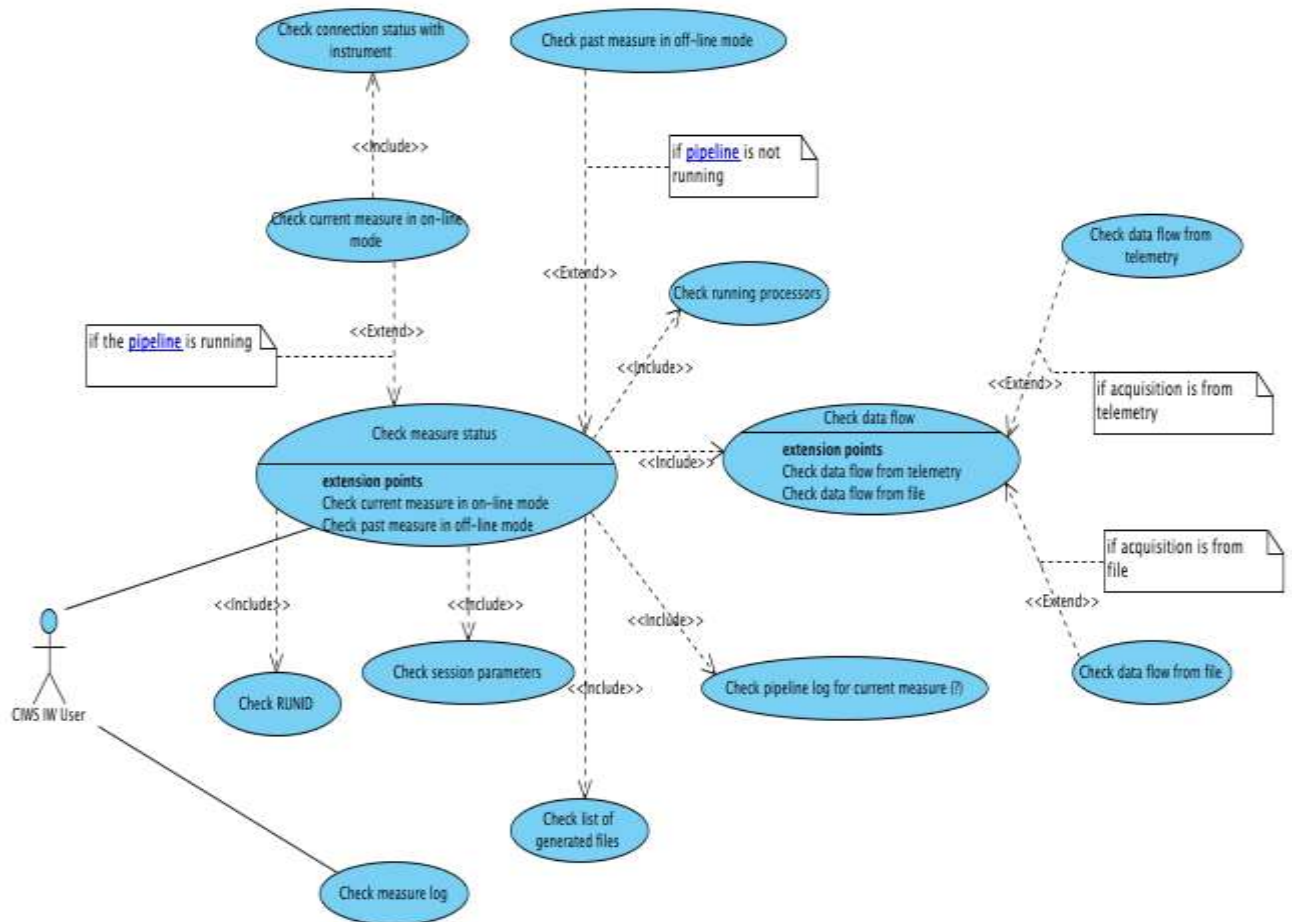 Check connection status with
instrument
Check past measure in off-line mode
<<Include>>
if pipeline is not
running
Check current measure in on-line
mode
Check data flow from
telemetry
<<Extend>>
Check running processors
if the pipeline is running
<<Extend>>
<<Include>>
<<Extend>>
if acquisition is from
telemetry
Check measure status
extension points
Check current measure in on-line mode
Check past measure in off-line mode
<<Include>>
Check data flow
extension points
Check data flow from telemetry
Check data flow from file
if acquisition is from
file
<<Include>>
<<Include>>
<<Include>>
<<Extend>>
Check session parameters
Check data flow from file
<<Include>>
Check pipeline log for current measure (?)
Check RUNID
CIWS IW User
Check list of
generated files
Check measure log